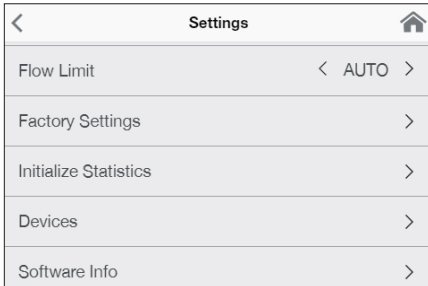 Settings
Flow Limit AUTO
Factory Settings
Initialize Statistics
Devices
Software Info